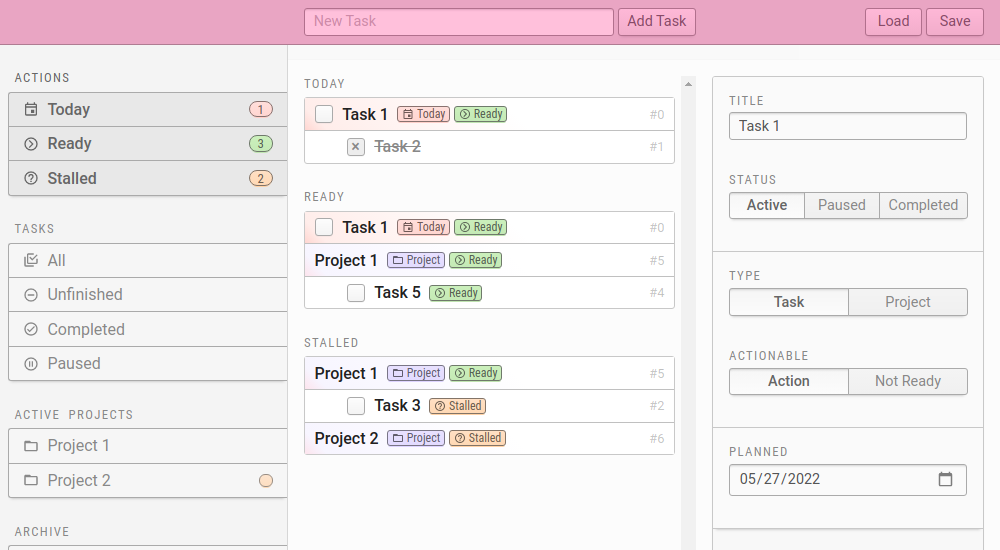 New Task
Add Task
Load
Save
ACTIONS
Today 1
Ready 3
Stalled 2
TASKS
All
Unfinished
Completed
Paused
ACTIVE PROJECTS
Project 1
Project 2
ARCHIVE
TODAY
Task 1 Today Ready #0
Task 2 #1
READY
Task 1 Today Ready #0
Project 1 Project Ready #5
Task 5 Ready #4
STALLED
Project 1 Project Ready #5
Task 3 Stalled #2
Project 2 Project Stalled #6
TITLE
Task 1
STATUS
Active Paused Completed
TYPE
Task Project
ACTIONABLE
Action Not Ready
PLANNED
05/27/2022